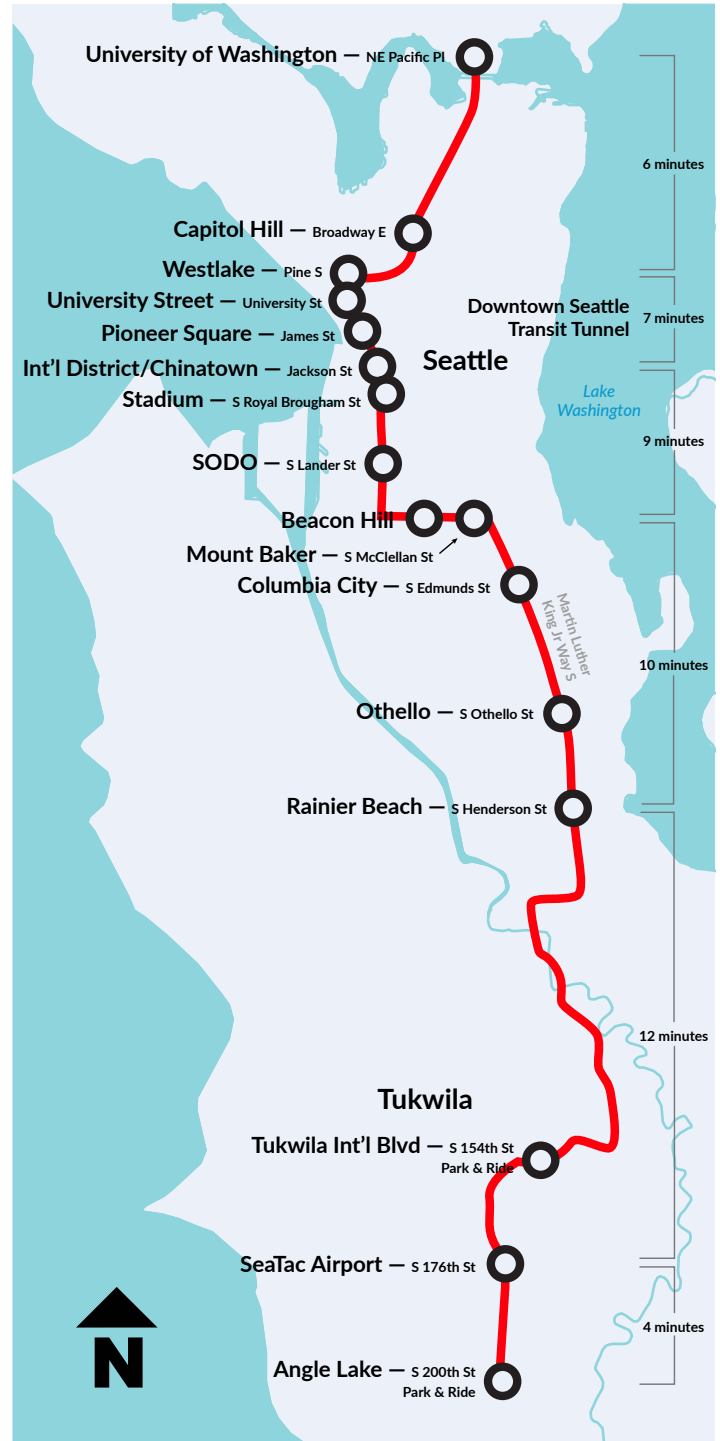 University of Washington — NE Pacific Pl
6 minutes
Capitol Hill — Broadway E
Westlake — Pine S
University Street — University St
Downtown Seattle
Transit Tunnel
7 minutes
Pioneer Square — James St
Seattle
Int'l District/Chinatown — Jackson St
Stadium — S Royal Brougham St
Lake
Washington
9 minutes
SODO — S Lander St
Beacon Hill
Mount Baker — S McClellan St
Columbia City — S Edmunds St
Martin Luther
King Jr Way S
10 minutes
Othello — S Othello St
Rainier Beach — S Henderson St
12 minutes
Tukwila
Tukwila Int'l Blvd — S 154th St
Park & Ride
SeaTac Airport — S 176th St
4 minutes
Angle Lake — S 200th St
Park & Ride
N